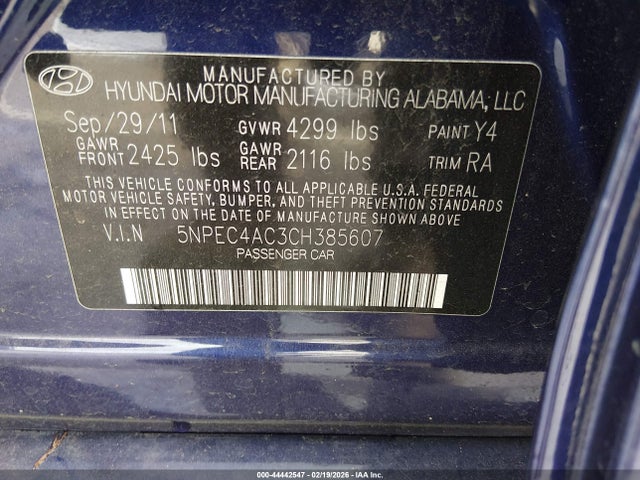 MANUFACTURED BY
HYUNDAI MOTOR MANUFACTURING ALABAMA, LLC
Sep/29/11 GVWR 4299 lbs PAINT Y4
GAWR FRONT 2425 lbs GAWR REAR 2116 lbs TRIM RA
THIS VEHICLE CONFORMS TO ALL APPLICABLE U.S.A. FEDERAL
MOTOR VEHICLE SAFETY, BUMPER, AND THEFT PREVENTION STANDARDS
IN EFFECT ON THE DATE OF MANUFACTURE SHOWN ABOVE
V.I.N 5NPEC4AC3CH385607
PASSENGER CAR
000-44442547 - 02/19/2026 - IAA Inc.